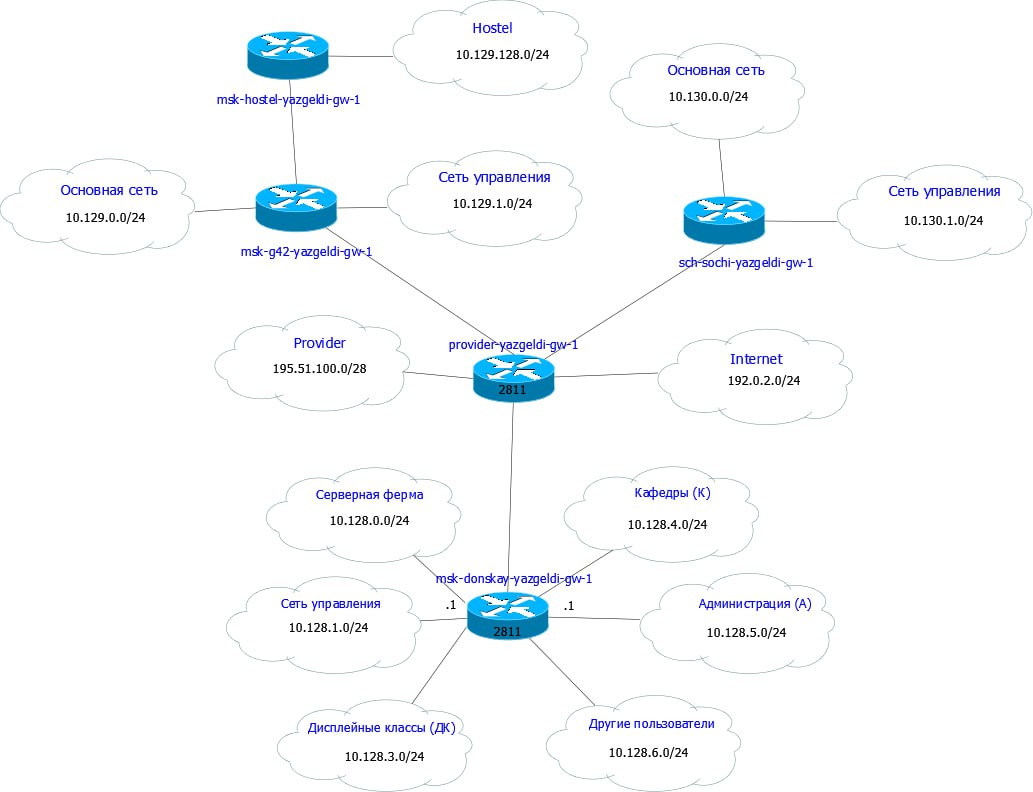 Hostel
10.129.128.0/24
msk-hostel-yazgeldi-gw-1
Основная сеть
10.130.0.0/24
Основная сеть
10.129.0.0/24
Сеть управления
10.129.1.0/24
msk-g42-yazgeldi-gw-1
Сеть управления
10.130.1.0/24
sch-sochi-yazgeldi-gw-1
provider-yazgeldi-gw-1
2811
Provider
195.51.100.0/28
Internet
192.0.2.0/24
Серверная ферма
10.128.0.0/24
Кафедры (К)
10.128.4.0/24
msk-donskay-yazgeldi-gw-1
.1
.1
2811
Сеть управления
10.128.1.0/24
Администрация (А)
10.128.5.0/24
Дисплейные классы (ДК)
10.128.3.0/24
Другие пользователи
10.128.6.0/24